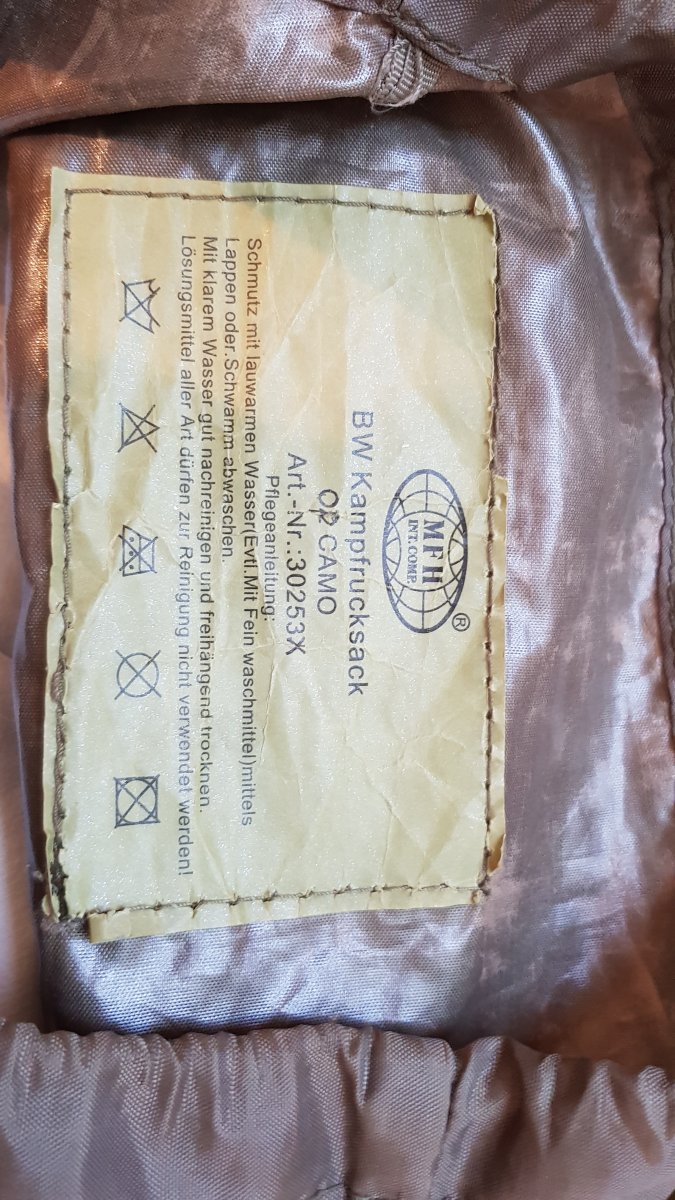 MFH
INT. COMP.
®
BW Kampfrucksack
OP CAMO
Art.-Nr.:30253X
Pflegeanleitung:
Schmutz mit lauwarmen Wasser(Evtl.Mit Fein waschmittel)mittels
Lappen oder.Schwamm abwaschen.
Mit klarem Wasser gut nachreinigen und freihängend trocknen.
Lösungsmittel aller Art dürfen zur Reinigung nicht verwendet werden!